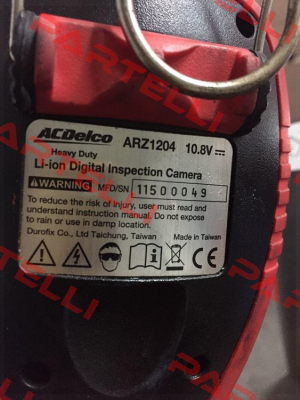 ACDelco ARZ1204 10.8V
Heavy Duty
Li-ion Digital Inspection Camera
WARNING MFD/SN 11500049
To reduce the risk of injury, user must read and
understand instruction manual. Do not expose
to rain or use in damp location.
Durofix Co., Ltd Taichung, Taiwan Made in Taiwan
CE
PARTELLI
PARTELLI
PARTELLI